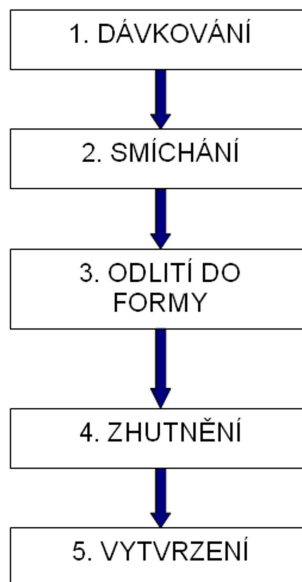 1. DÁVKOVÁNÍ
2. SMÍCHÁNÍ
3. ODLITÍ DO
FORMY
4. ZHUTNĚNÍ
5. VYTVRZENÍ